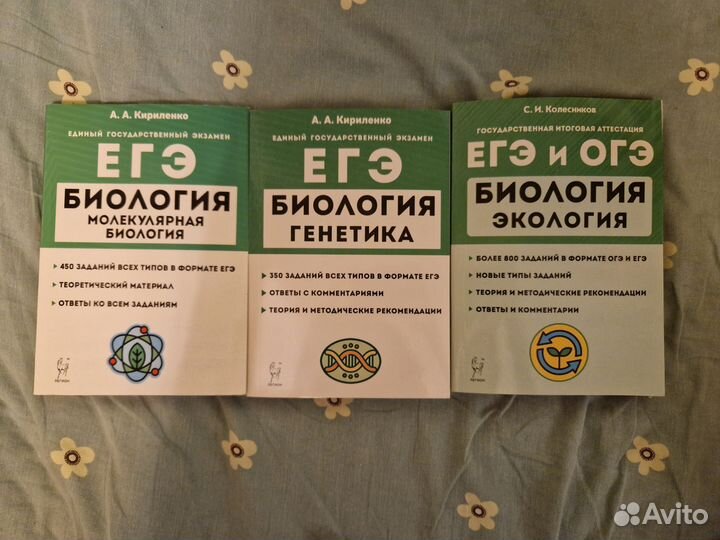 А. А. Кириленко
ЕДИНЫЙ ГОСУДАРСТВЕННЫЙ ЭКЗАМЕН
ЕГЭ
БИОЛОГИЯ
МОЛЕКУЛЯРНАЯ
БИОЛОГИЯ
450 ЗАДАНИЙ ВСЕХ ТИПОВ В ФОРМАТЕ ЕГЭ
ТЕОРЕТИЧЕСКИЙ МАТЕРИАЛ
ОТВЕТЫ КО ВСЕМ ЗАДАНИЯМ
ЛЕГИОН
А. А. Кириленко
ЕДИНЫЙ ГОСУДАРСТВЕННЫЙ ЭКЗАМЕН
ЕГЭ
БИОЛОГИЯ
ГЕНЕТИКА
350 ЗАДАНИЙ ВСЕХ ТИПОВ В ФОРМАТЕ ЕГЭ
ОТВЕТЫ С КОММЕНТАРИЯМИ
ТЕОРИЯ И МЕТОДИЧЕСКИЕ РЕКОМЕНДАЦИИ
ЛЕГИОН
С. И. Колесников
ГОСУДАРСТВЕННАЯ ИТОГОВАЯ АТТЕСТАЦИЯ
ЕГЭ и ОГЭ
БИОЛОГИЯ
ЭКОЛОГИЯ
БОЛЕЕ 800 ЗАДАНИЙ В ФОРМАТЕ ОГЭ И ЕГЭ
НОВЫЕ ТИПЫ ЗАДАНИЙ
ТЕОРИЯ И МЕТОДИЧЕСКИЕ РЕКОМЕНДАЦИИ
ОТВЕТЫ И КОММЕНТАРИИ
ЛЕГИОН
Avito